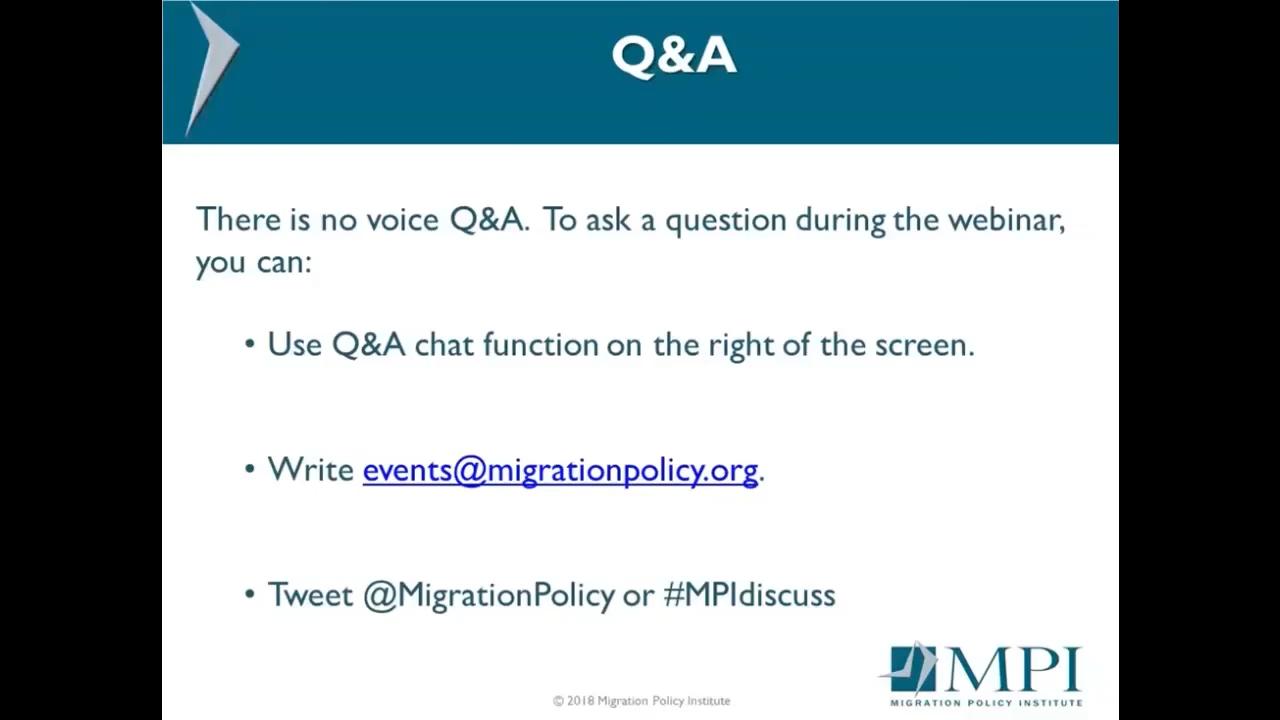 Q&A
There is no voice Q&A. To ask a question during the webinar,
you can:
• Use Q&A chat function on the right of the screen.
• Write events@migrationpolicy.org.
• Tweet @MigrationPolicy or #MPIdiscuss
MPI
MIGRATION POLICY INSTITUTE
© 2018 Migration Policy Institute